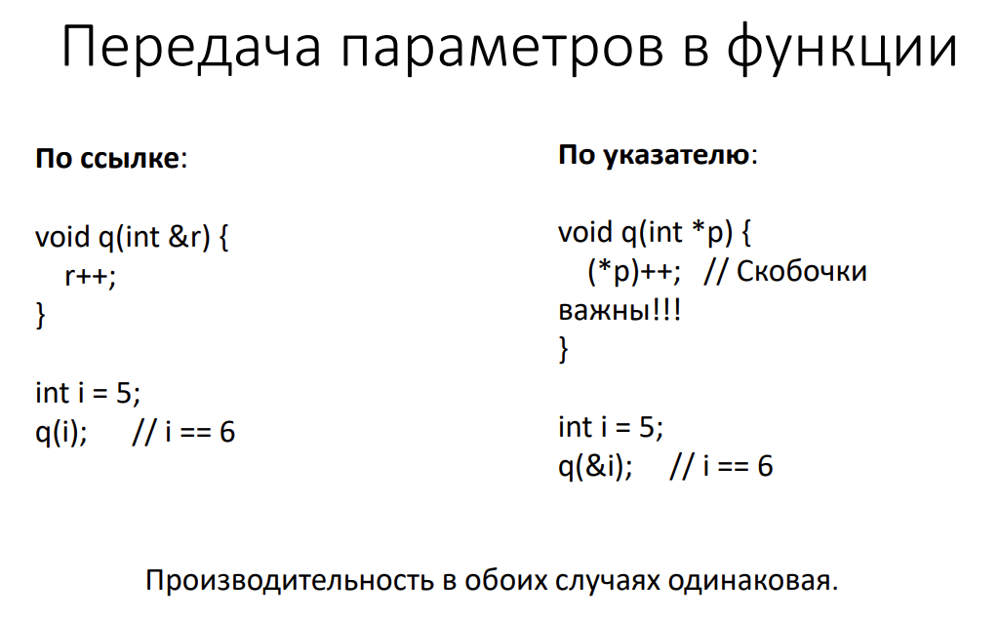 Передача параметров в функции
По ссылке:
void q(int &r) {
r++;
}
int i = 5;
q(i); // i == 6
По указателю:
void q(int *p) {
(*p)++; // Скобочки
важны!!!
}
int i = 5;
q(&i); // i == 6
Производительность в обоих случаях одинаковая.